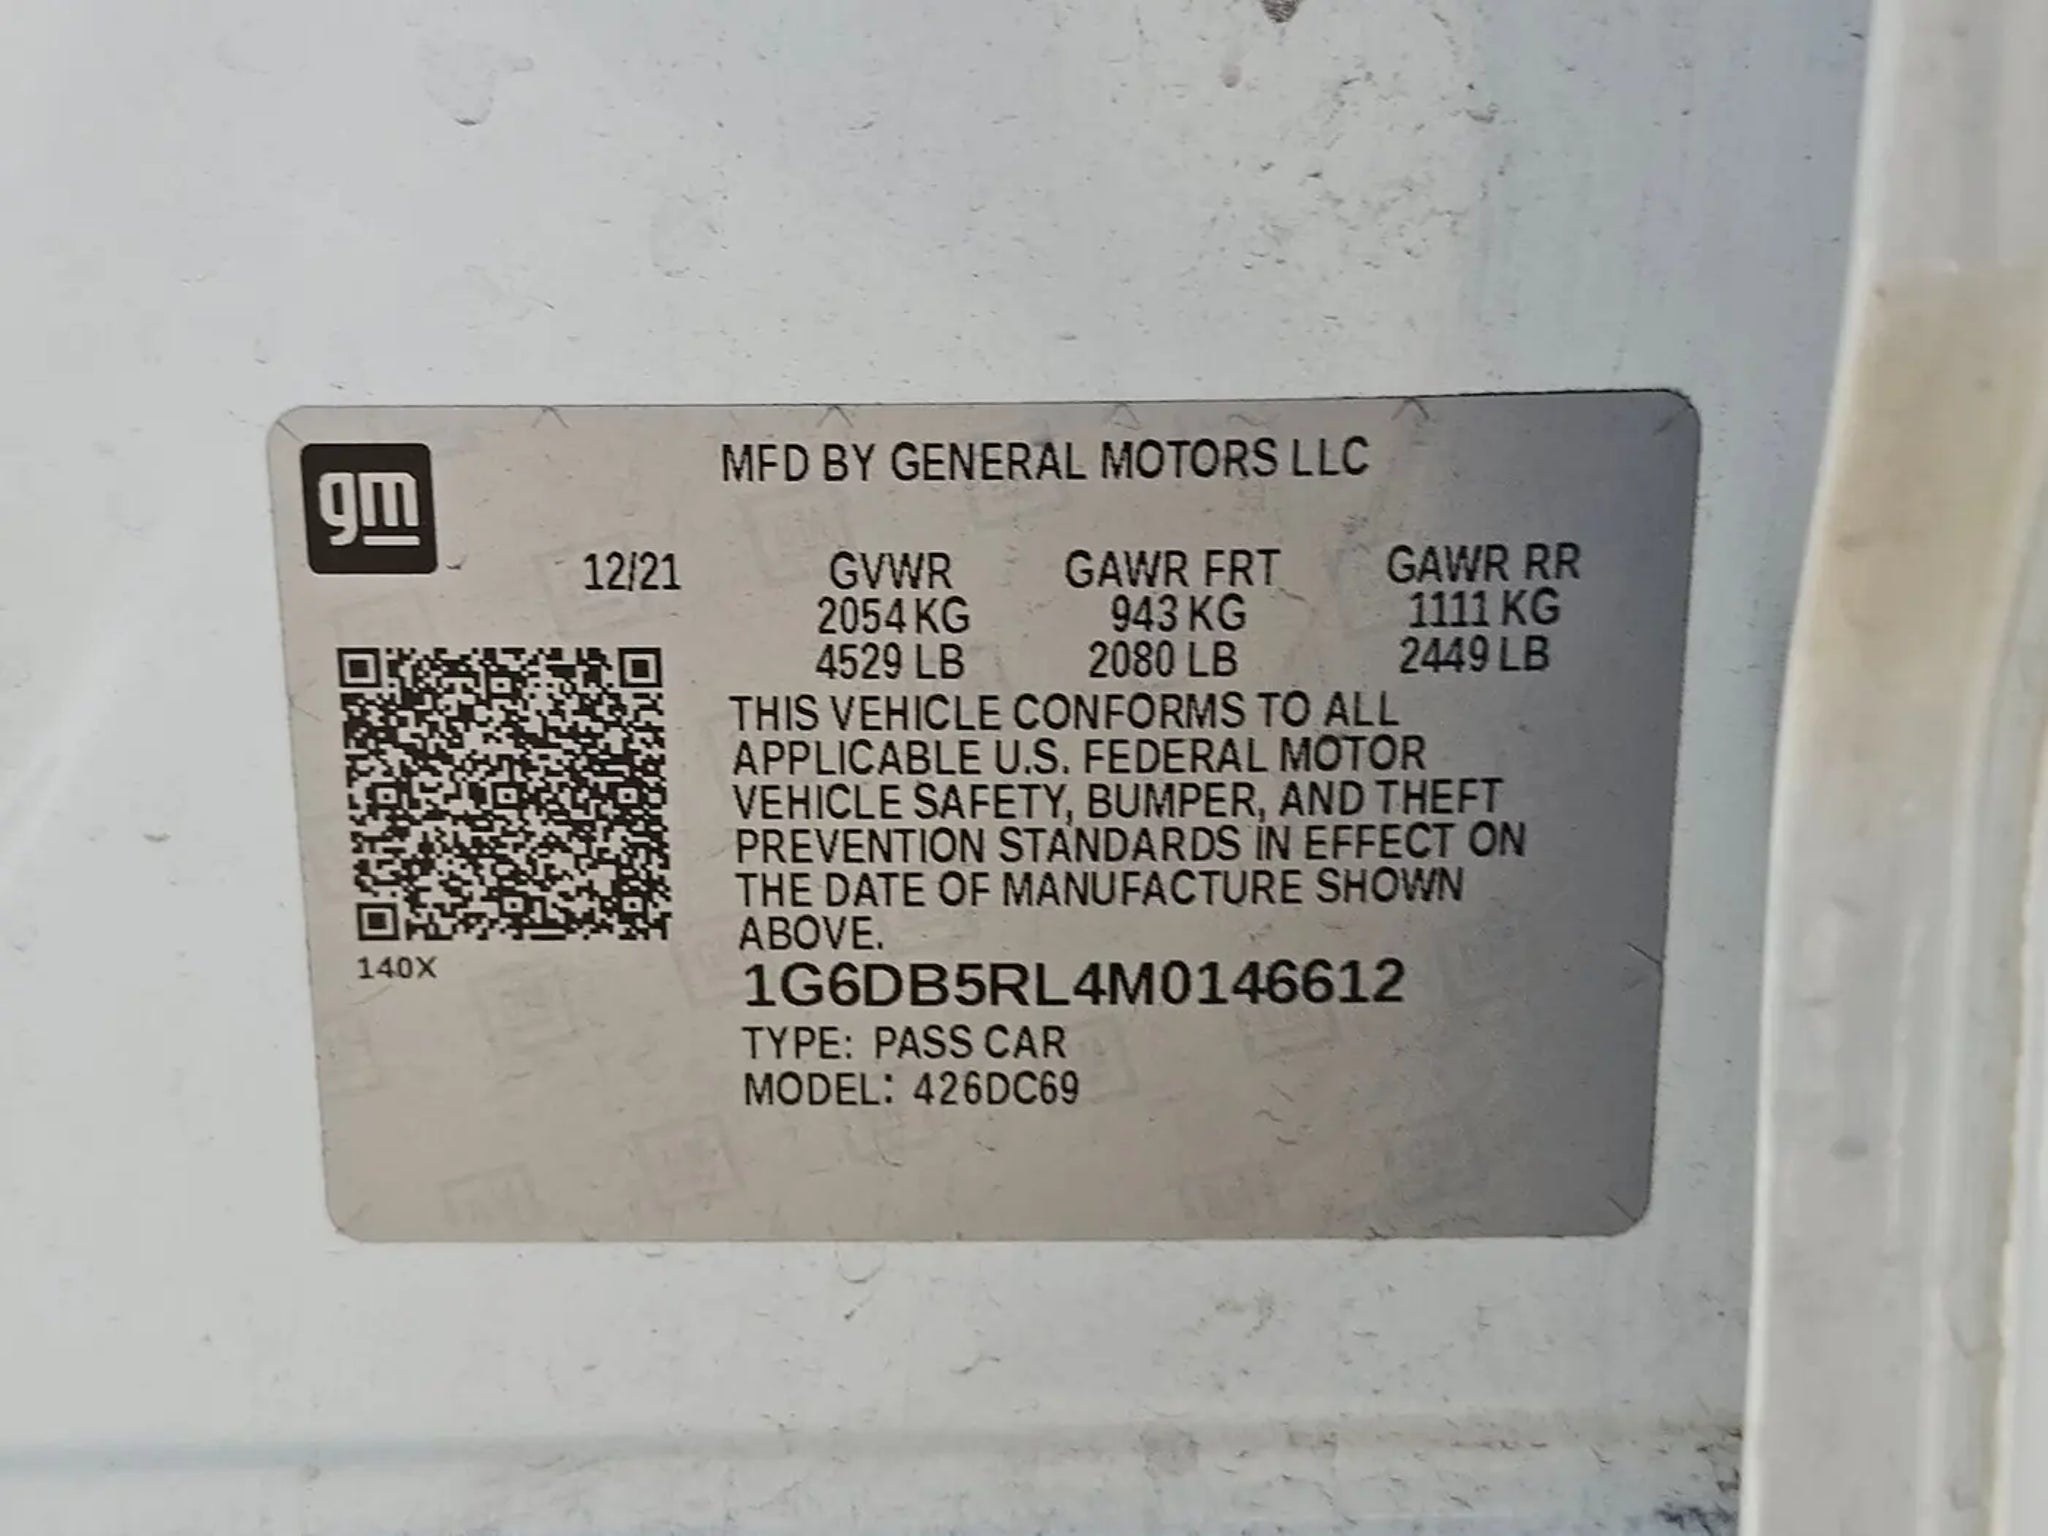 gm
MFD BY GENERAL MOTORS LLC
12/21 GVWR GAWR FRT GAWR RR
2054 KG 943 KG 1111 KG
4529 LB 2080 LB 2449 LB
THIS VEHICLE CONFORMS TO ALL
APPLICABLE U.S. FEDERAL MOTOR
VEHICLE SAFETY, BUMPER, AND THEFT
PREVENTION STANDARDS IN EFFECT ON
THE DATE OF MANUFACTURE SHOWN
ABOVE.
140X
1G6DB5RL4M0146612
TYPE: PASS CAR
MODEL: 426DC69